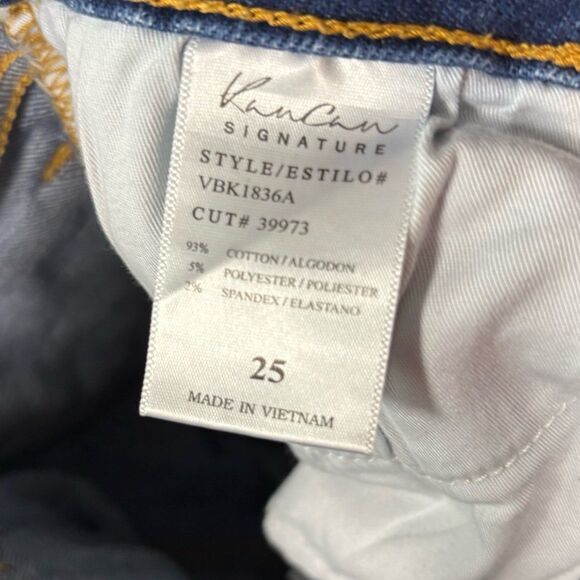 KanCan
SIGNATURE
STYLE/ESTILO#
VBK1836A
CUT# 39973
93% COTTON/ALGODON
5% POLYESTER/POLIESTER
2% SPANDEX/ELASTANO
25
MADE IN VIETNAM